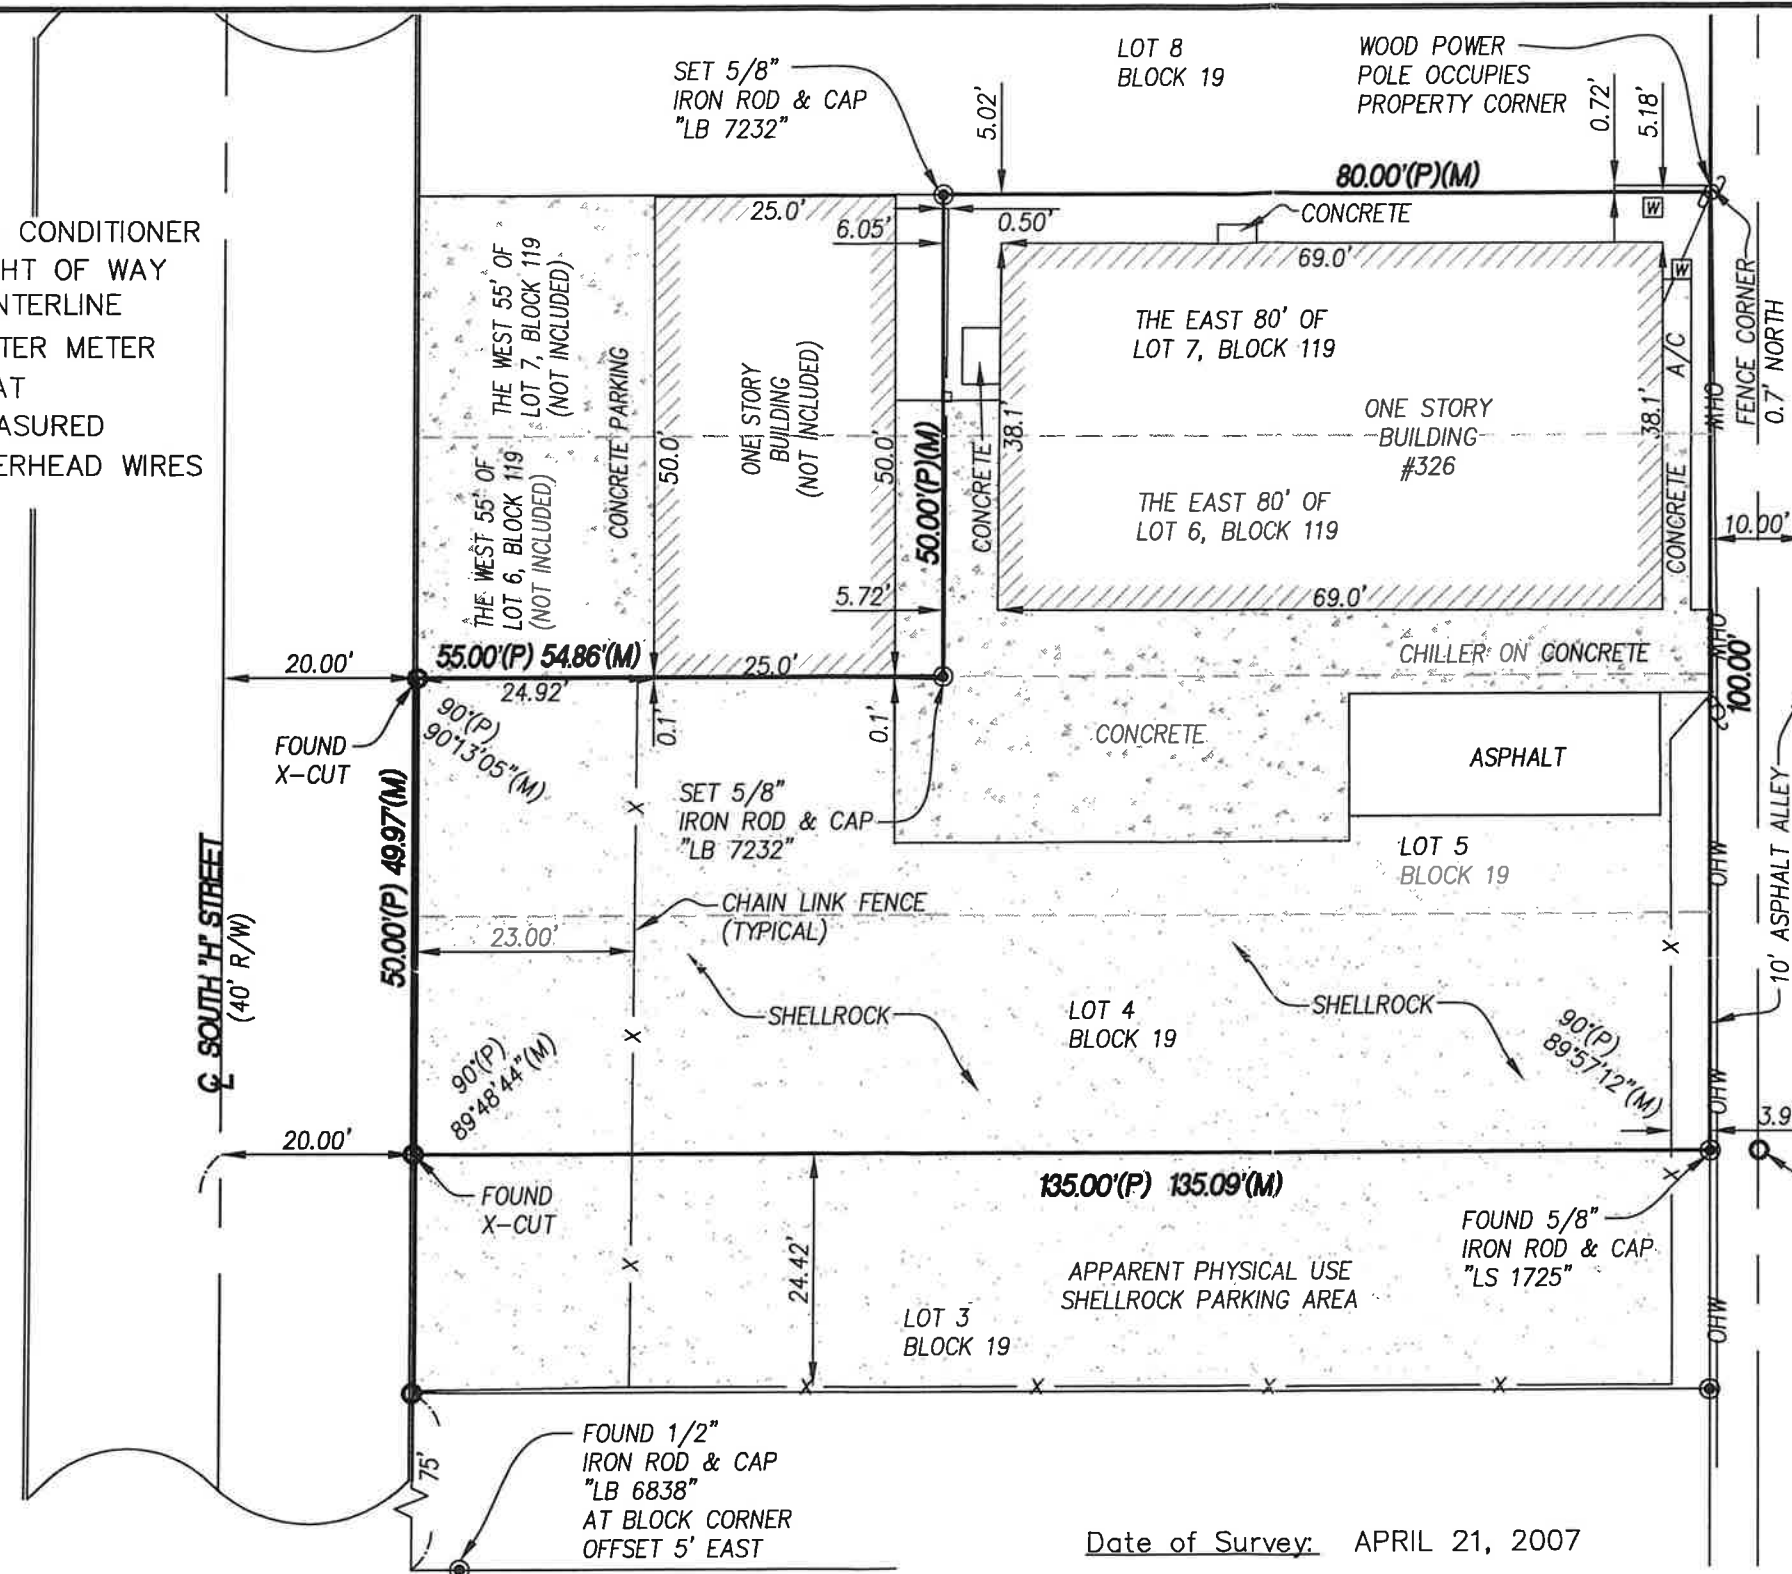 CONDITIONER
HT OF WAY
NTERLINE
TER METER
AT
ASURED
ERHEAD WIRES
SET 5/8"
IRON ROD & CAP
"LB 7232"
LOT 8
BLOCK 19
WOOD POWER
POLE OCCUPIES
PROPERTY CORNER
5.02'
0.72'
5.18'
80.00'(P)(M)
25.0'
6.05'
0.50'
CONCRETE
W
69.0'
W
THE WEST 55' OF
LOT 7, BLOCK 119
(NOT INCLUDED)
CONCRETE PARKING
THE WEST 55' OF
LOT 6, BLOCK 119
(NOT INCLUDED)
50.0'
ONE STORY
BUILDING
(NOT INCLUDED)
50.0'
50.00'(P)(M)
CONCRETE
38.1'
THE EAST 80' OF
LOT 7, BLOCK 119
ONE STORY
BUILDING
#326
THE EAST 80' OF
LOT 6, BLOCK 119
38.1'
A/C
CONCRETE
OHW
FENCE CORNER
0.7' NORTH
10.00'
5.72'
69.0'
20.00'
55.00'(P) 54.86'(M)
24.92'
25.0'
CHILLER ON CONCRETE
OHW
100.00'
FOUND
X-CUT
90°(P)
90°13'05"(M)
0.1'
0.1'
CONCRETE
ASPHALT
50.00'(P) 49.97'(M)
X
SET 5/8"
IRON ROD & CAP
"LB 7232"
LOT 5
BLOCK 19
OHW
SOUTH "H" STREET
(40' R/W)
CHAIN LINK FENCE
(TYPICAL)
23.00'
X
10' ASPHALT ALLEY
SHELLROCK
SHELLROCK
LOT 4
BLOCK 19
X
90°(P)
89°48'44"(M)
90°(P)
89°57'12"(M)
OHW
20.00'
3.9
FOUND
X-CUT
135.00'(P) 135.09'(M)
X
FOUND 5/8"
IRON ROD & CAP
"LS 1725"
X
24.42'
APPARENT PHYSICAL USE
SHELLROCK PARKING AREA
LOT 3
BLOCK 19
OHW
X X X X
75'
FOUND 1/2"
IRON ROD & CAP
"LB 6838"
AT BLOCK CORNER
OFFSET 5' EAST
Date of Survey: APRIL 21, 2007